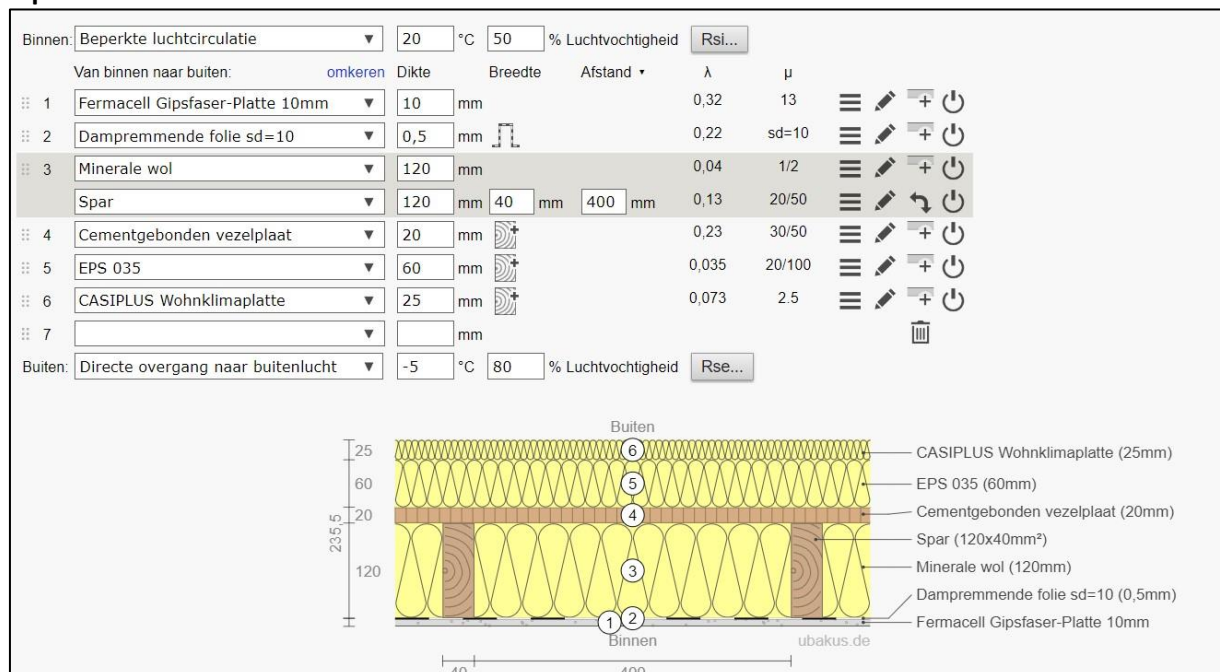 Binnen: Beperkte luchtcirculatie 20 °C 50 % Luchtvochtigheid Rsi...
Van binnen naar buiten: omkeren Dikte Breedte Afstand λ μ
1 Fermacell Gipsfaser-Platte 10mm 10 mm 0,32 13
2 Dampremmende folie sd=10 0,5 mm 0,22 sd=10
3 Minerale wol 120 mm 0,04 1/2
Spar 120 mm 40 mm 400 mm 0,13 20/50
4 Cementgebonden vezelplaat 20 mm 0,23 30/50
5 EPS 035 60 mm 0,035 20/100
6 CASIPLUS Wohnklimaplatte 25 mm 0,073 2.5
7 mm
Buiten: Directe overgang naar buitenlucht -5 °C 80 % Luchtvochtigheid Rse...
Buiten
25 6 CASIPLUS Wohnklimaplatte (25mm)
60 5 EPS 035 (60mm)
20 4 Cementgebonden vezelplaat (20mm)
235,5 Spar (120x40mm²)
120 3 Minerale wol (120mm)
Dampremmende folie sd=10 (0,5mm)
1 2 Fermacell Gipsfaser-Platte 10mm
Binnen ubakus.de
40 400